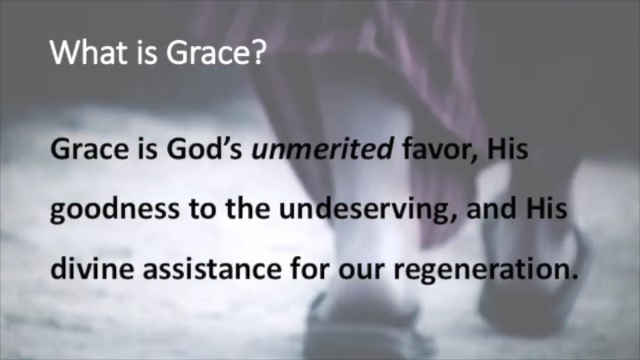 What is Grace?
Grace is God’s unmerited favor, His
goodness to the undeserving, and His
divine assistance for our regeneration.